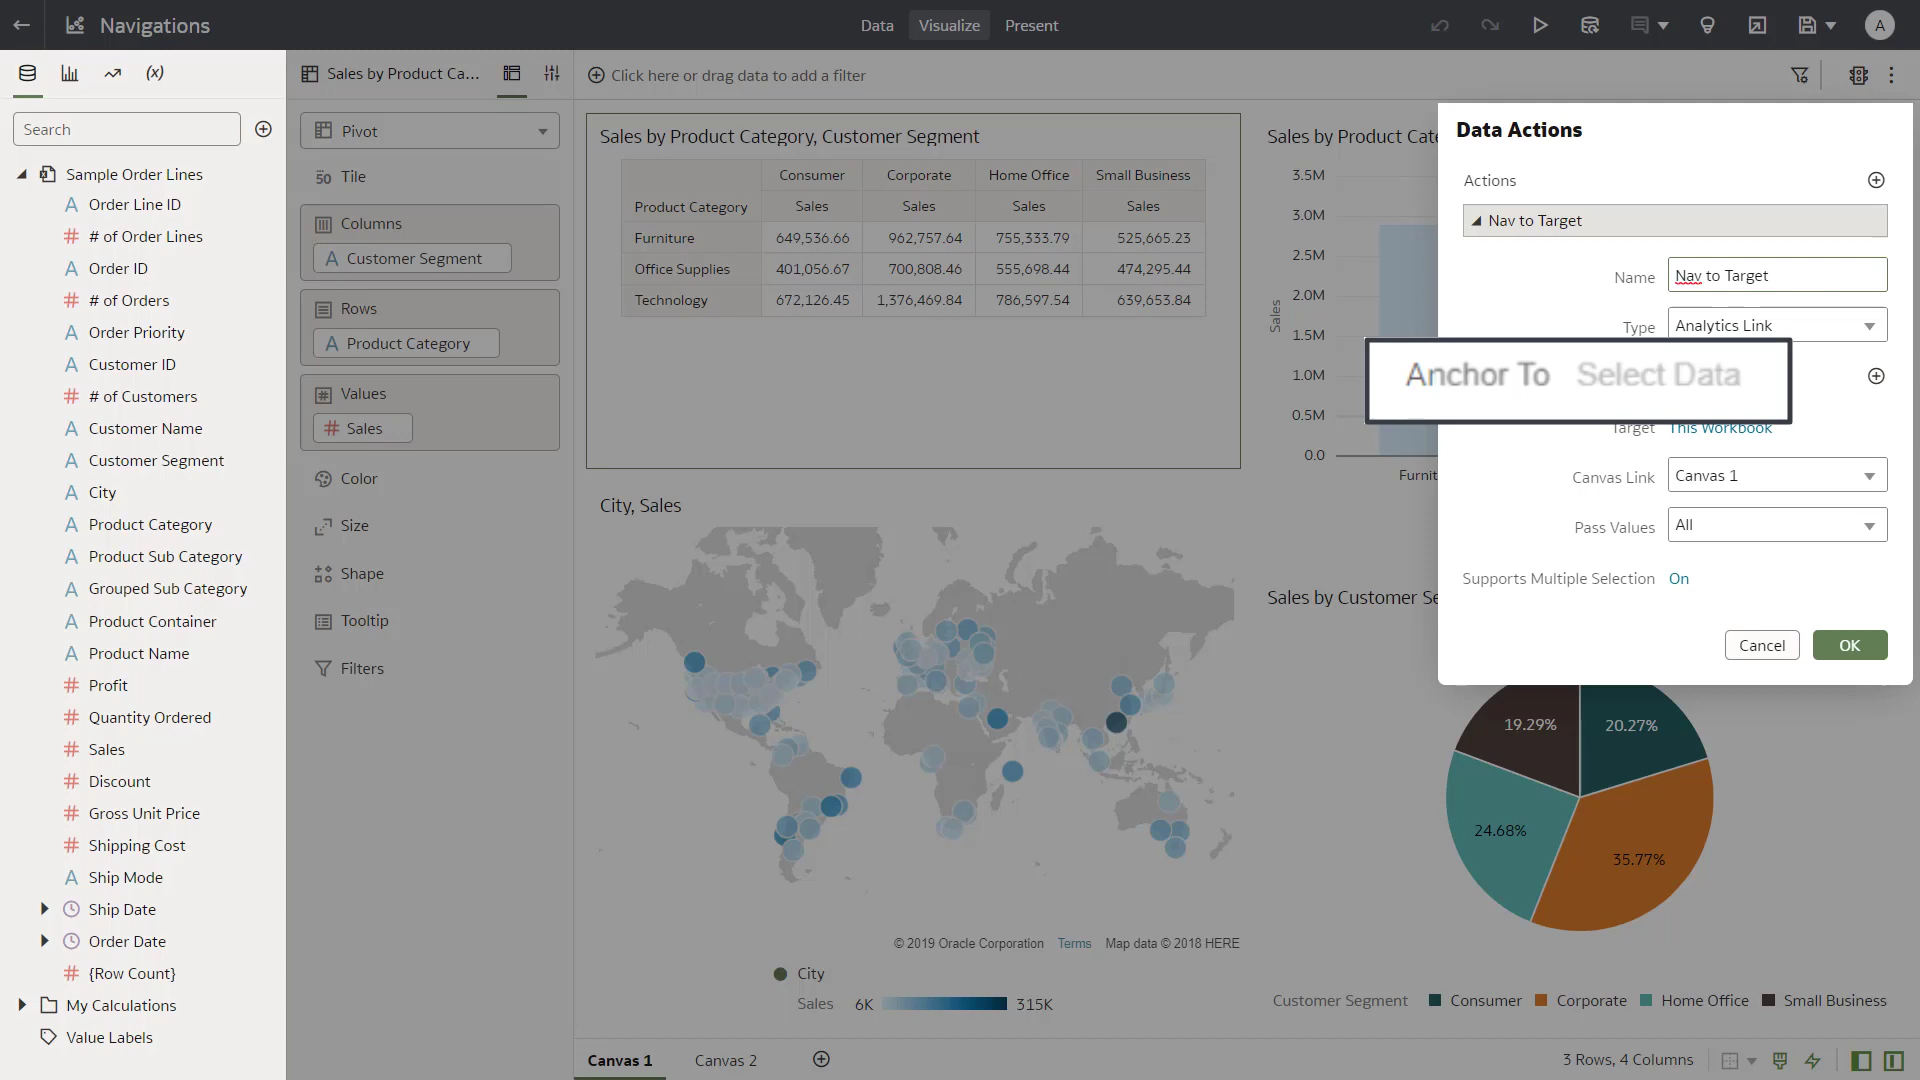 Navigations
Data Visualize Present
A
Sales by Product Ca...
Click here or drag data to add a filter
Search
Sample Order Lines
Order Line ID
# of Order Lines
Order ID
# of Orders
Order Priority
Customer ID
# of Customers
Customer Name
Customer Segment
City
Product Category
Product Sub Category
Grouped Sub Category
Product Container
Product Name
Profit
Quantity Ordered
Sales
Discount
Gross Unit Price
Shipping Cost
Ship Mode
Ship Date
Order Date
{Row Count}
My Calculations
Value Labels
Pivot
Tile
Columns
Customer Segment
Rows
Product Category
Values
Sales
Color
Size
Shape
Tooltip
Filters
Sales by Product Category, Customer Segment
Consumer Corporate Home Office Small Business
Product Category Sales Sales Sales Sales
Furniture 649,536.66 962,757.64 755,333.79 525,665.23
Office Supplies 401,056.67 700,808.46 555,698.44 474,295.44
Technology 672,126.45 1,376,469.84 786,597.54 639,653.84
City, Sales
© 2019 Oracle Corporation Terms Map data © 2018 HERE
City
Sales 6K 315K
Sales by Product Cate
3.5M
3.0M
2.5M
2.0M
1.5M
1.0M
0.5M
0.0
Sales
Furnit
Sales by Customer Se
19.29% 20.27%
24.68% 35.77%
Customer Segment Consumer Corporate Home Office Small Business
Data Actions
Actions
Nav to Target
Name Nav to Target
Type Analytics Link
Anchor To Select Data
Target This Workbook
Canvas Link Canvas 1
Pass Values All
Supports Multiple Selection On
Cancel OK
Canvas 1 Canvas 2
3 Rows, 4 Columns